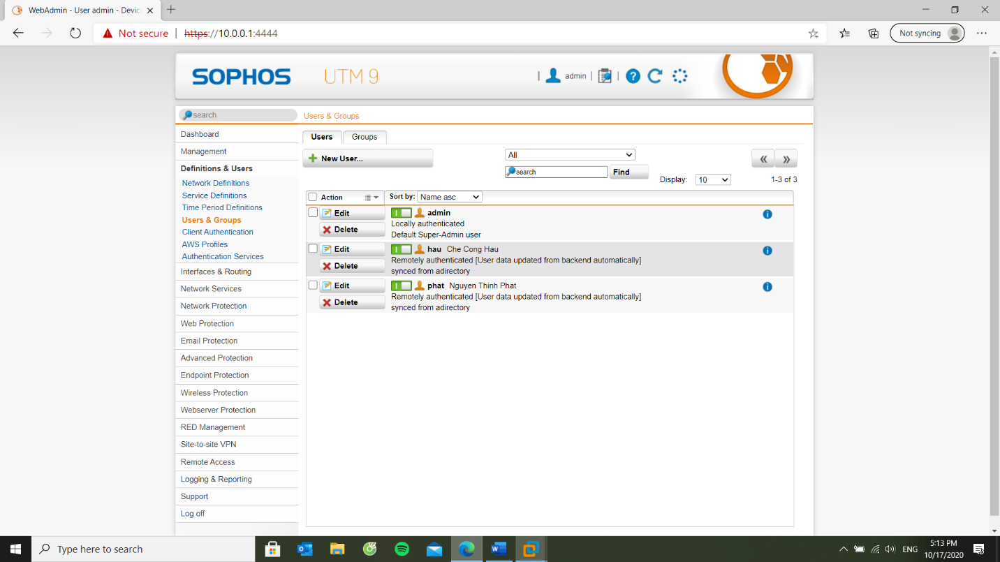 WebAdmin - User admin - Devic
Not secure
https://10.0.0.1:4444
Not syncing
SOPHOS UTM 9
admin
search
Users & Groups
Dashboard
Management
Definitions & Users
Network Definitions
Service Definitions
Time Period Definitions
Users & Groups
Client Authentication
AWS Profiles
Authentication Services
Interfaces & Routing
Network Services
Network Protection
Web Protection
Email Protection
Advanced Protection
Endpoint Protection
Wireless Protection
Webserver Protection
RED Management
Site-to-site VPN
Remote Access
Logging & Reporting
Support
Log off
Users Groups
New User...
All
search Find
Display: 10 1-3 of 3
Action Sort by: Name asc
Edit admin
Locally authenticated
Delete
Default Super-Admin user
Edit hau Che Cong Hau
Remotely authenticated [User data updated from backend automatically]
Delete
synced from adirectory
Edit phat Nguyen Thinh Phat
Remotely authenticated [User data updated from backend automatically]
Delete
synced from adirectory
Type here to search
ENG
5:13 PM
10/17/2020